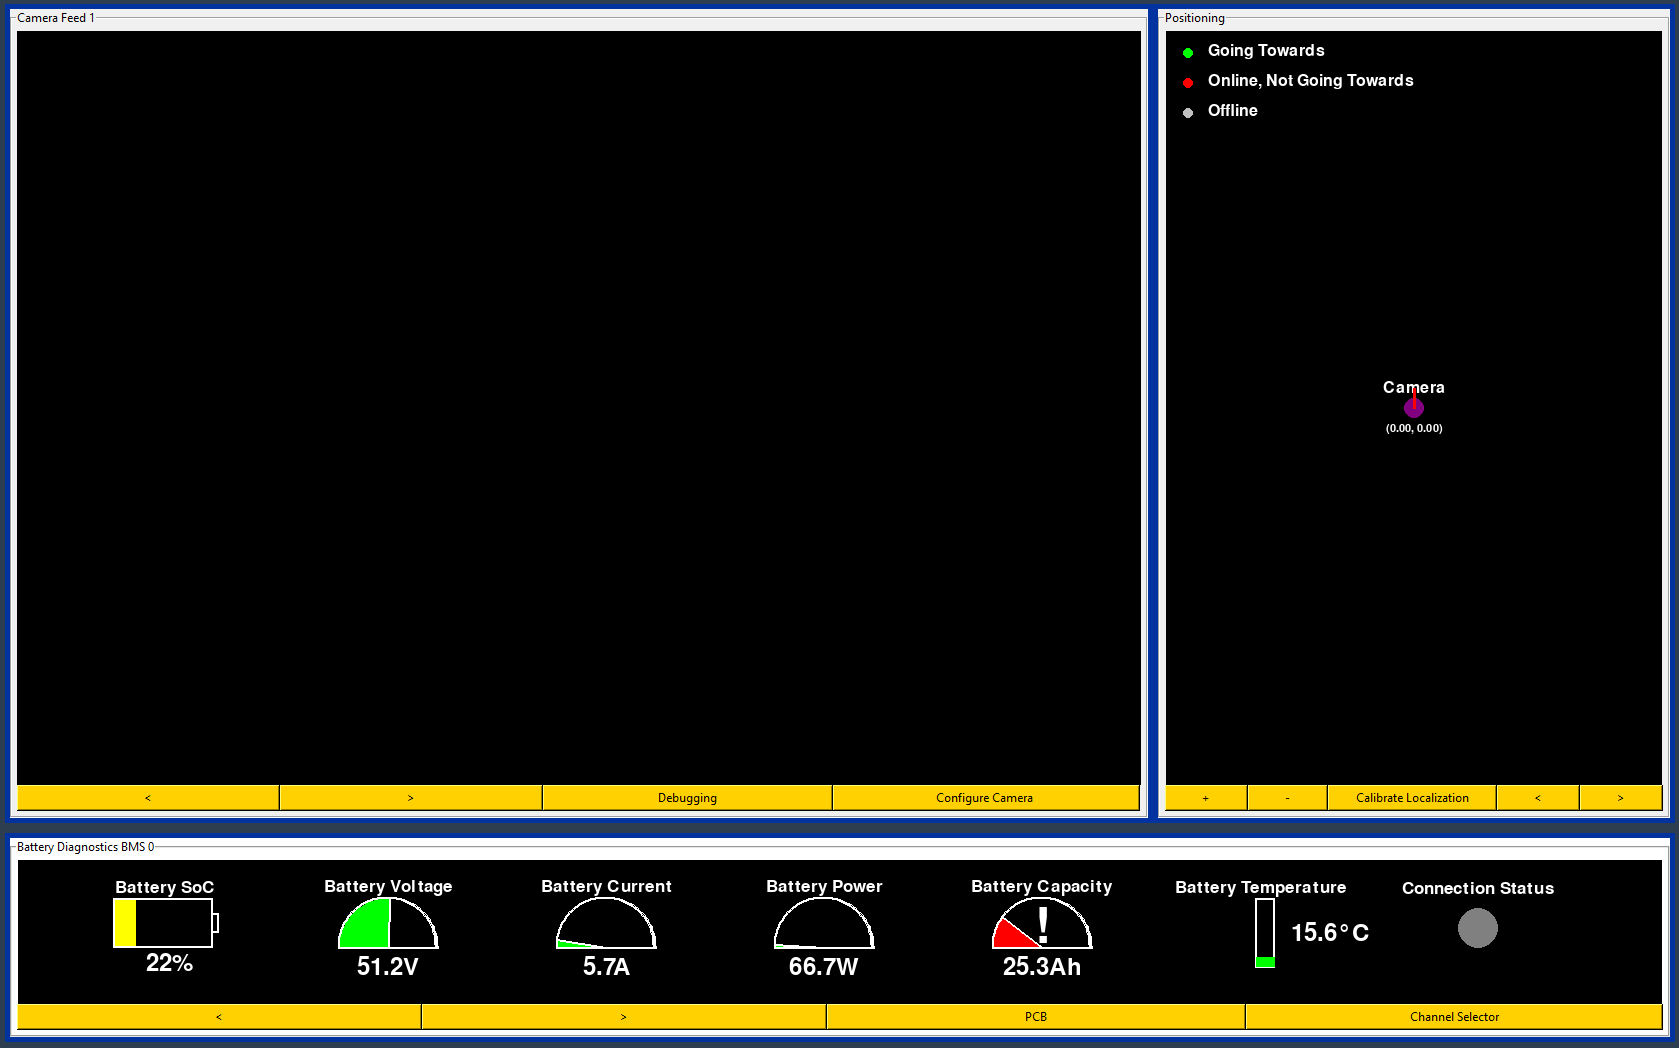 Camera Feed 1
< > Debugging Configure Camera
Positioning
Going Towards
Online, Not Going Towards
Offline
Camera
(0.00, 0.00)
+ - Calibrate Localization < >
Battery Diagnostics BMS 0
Battery SoC Battery Voltage Battery Current Battery Power Battery Capacity Battery Temperature Connection Status
!
22% 51.2V 5.7A 66.7W 25.3Ah 15.6°C
< > PCB Channel Selector